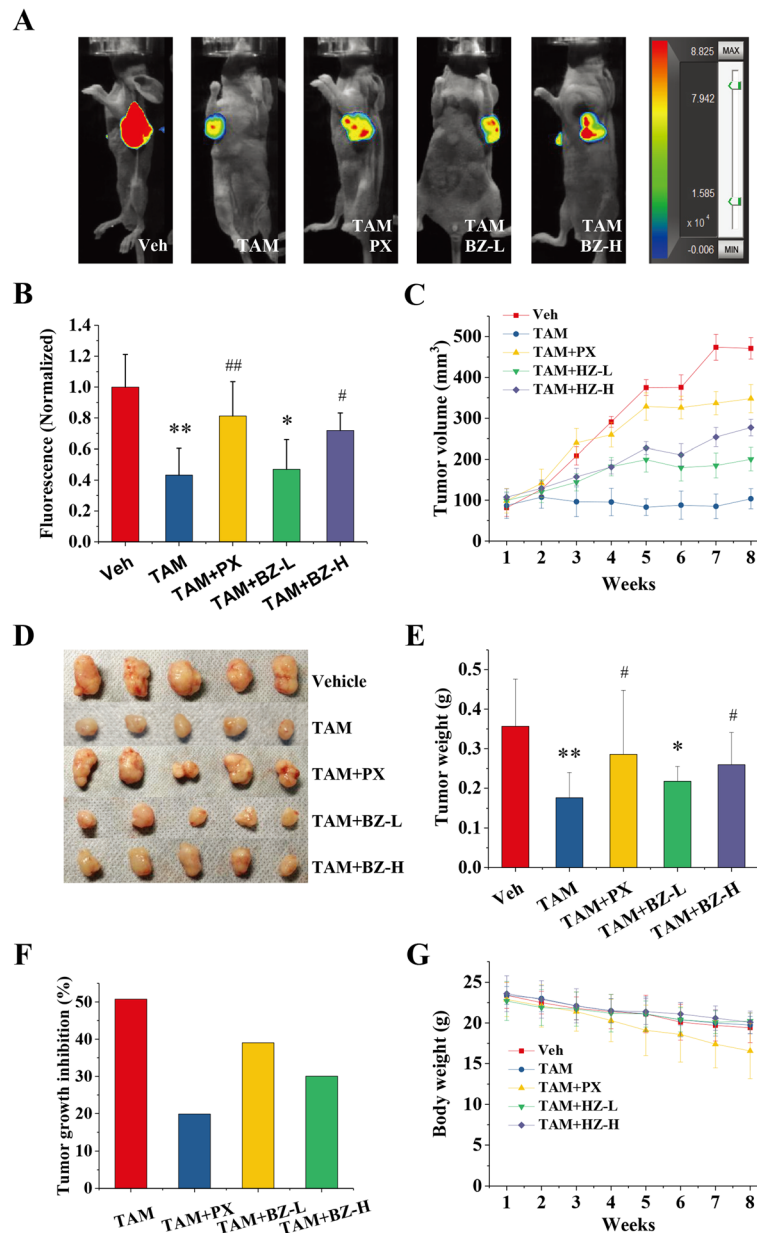 A
Veh
TAM
TAM
PX
TAM
BZ-L
TAM
BZ-H
8.825
MAX
7.942
1.585
x 10⁴
-0.006
MIN
B
Fluorescence (Normalized)
1.4
1.2
1.0
0.8
0.6
0.4
0.2
0.0
**
##
*
#
Veh
TAM
TAM+PX
TAM+BZ-L
TAM+BZ-H
C
Veh
TAM
TAM+PX
TAM+HZ-L
TAM+HZ-H
Tumor volume (mm³)
500
400
300
200
100
0
1 2 3 4 5 6 7 8
Weeks
D
Vehicle
TAM
TAM+PX
TAM+BZ-L
TAM+BZ-H
E
Tumor weight (g)
0.5
0.4
0.3
0.2
0.1
0.0
**
#
*
#
Veh
TAM
TAM+PX
TAM+BZ-L
TAM+BZ-H
F
Tumor growth inhibition (%)
50
40
30
20
10
0
TAM
TAM+PX
TAM+BZ-L
TAM+BZ-H
G
Body weight (g)
25
20
15
10
5
0
Veh
TAM
TAM+PX
TAM+HZ-L
TAM+HZ-H
1 2 3 4 5 6 7 8
Weeks